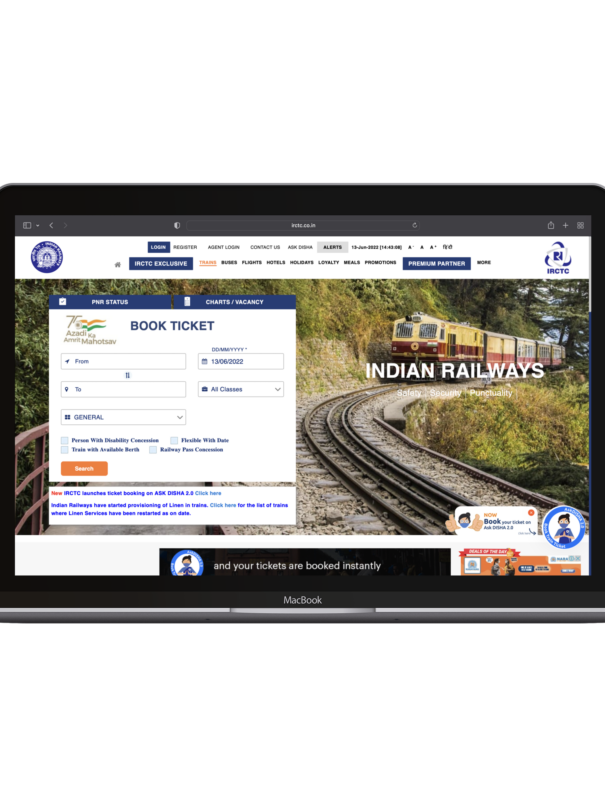 irctc.co.in
LOGIN REGISTER AGENT LOGIN CONTACT US ASK DISHA ALERTS 13-Jun-2022 [14:43:08] A- A A+ हिंदी
IRCTC EXCLUSIVE TRAINS BUSES FLIGHTS HOTELS HOLIDAYS LOYALTY MEALS PROMOTIONS PREMIUM PARTNER MORE
IRCTC
PNR STATUS CHARTS / VACANCY
75
Azadi Ka
Amrit Mahotsav
BOOK TICKET
DD/MM/YYYY *
From 13/06/2022
To All Classes
GENERAL
Person With Disability Concession Flexible With Date
Train with Available Berth Railway Pass Concession
Search
INDIAN RAILWAYS
Safety Security Punctuality
New IRCTC launches ticket booking on ASK DISHA 2.0 Click here
Indian Railways have started provisioning of Linen in trains. Click here for the list of trains
where Linen Services have been restarted as on date.
NOW
Book your ticket on
Ask DISHA 2.0
and your tickets are booked instantly
DEALS OF THE DAY
MacBook